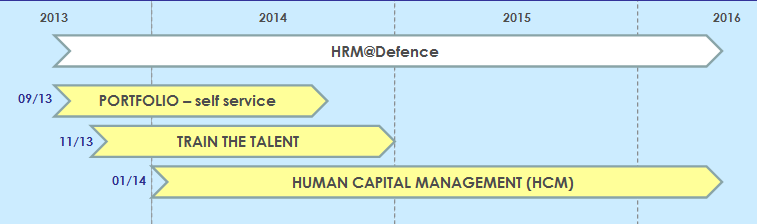 2013 2014 2015 2016
HRM@Defence
09/13 PORTFOLIO – self service
11/13 TRAIN THE TALENT
01/14 HUMAN CAPITAL MANAGEMENT (HCM)